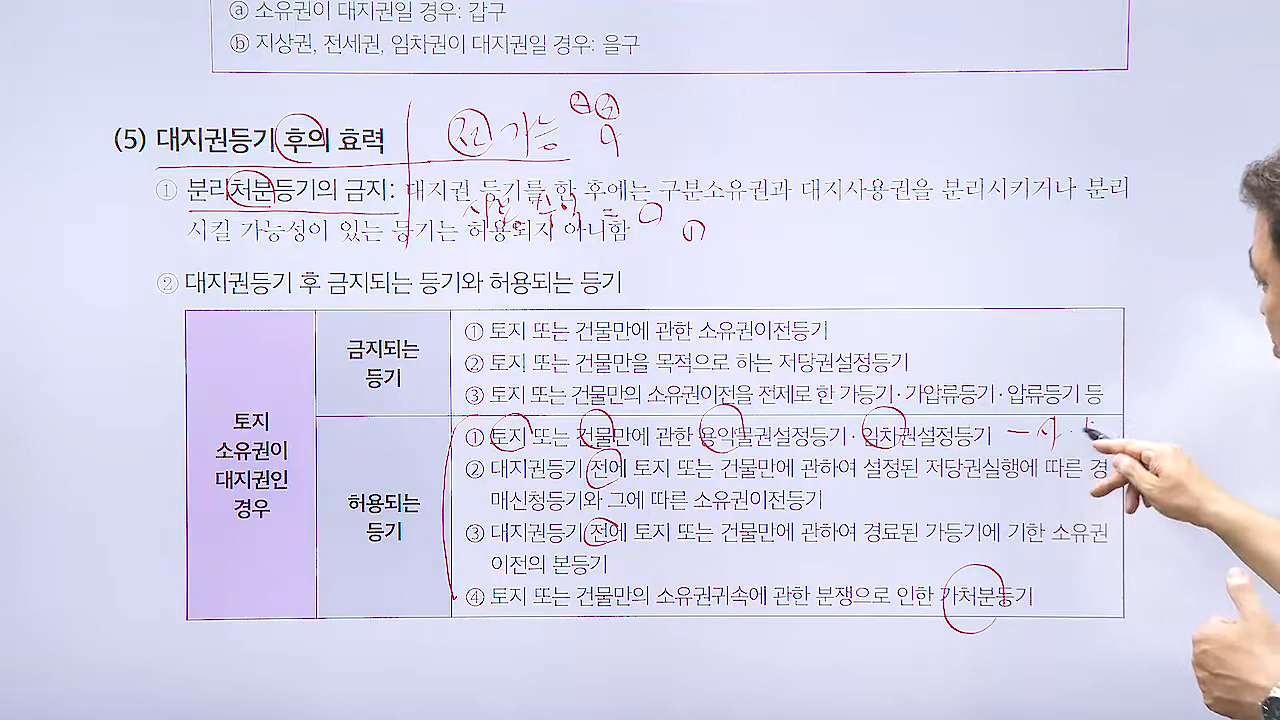 ⓐ 소유권이 대지권일 경우: 갑구
ⓑ 지상권, 전세권, 임차권이 대지권일 경우: 을구
전 가능
(5) 대지권등기 후의 효력
① 분리처분등기의 금지: 대지권 등기를 한 후에는 구분소유권과 대지사용권을 분리시키거나 분리
시킬 가능성이 있는 등기는 허용되지 아니함
② 대지권등기 후 금지되는 등기와 허용되는 등기
토지
소유권이
대지권인
경우
금지되는
등기
① 토지 또는 건물만에 관한 소유권이전등기
② 토지 또는 건물만을 목적으로 하는 저당권설정등기
③ 토지 또는 건물만의 소유권이전을 전제로 한 가등기·가압류등기·압류등기 등
허용되는
등기
① 토지 또는 건물만에 관한 용익물권설정등기·임차권설정등기
② 대지권등기 전에 토지 또는 건물만에 관하여 설정된 저당권실행에 따른 경
매신청등기와 그에 따른 소유권이전등기
③ 대지권등기 전에 토지 또는 건물만에 관하여 경료된 가등기에 기한 소유권
이전의 본등기
④ 토지 또는 건물만의 소유권귀속에 관한 분쟁으로 인한 가처분등기